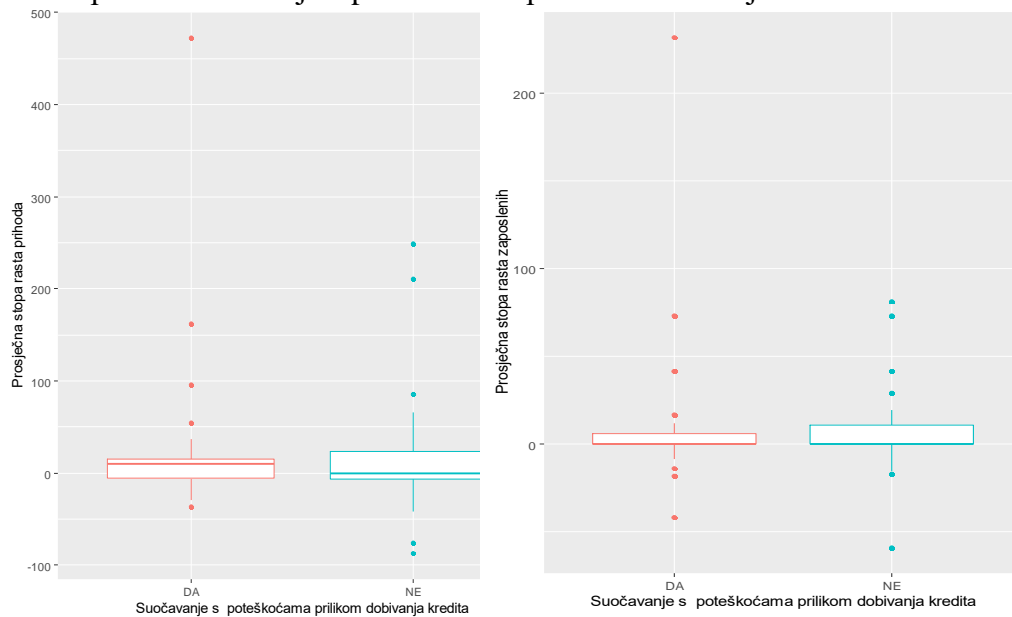 500
400
300
200
100
0
-100
Prosječna stopa rasta prihoda
DA
NE
Suočavanje s poteškoćama prilikom dobivanja kredita
200
100
0
Prosječna stopa rasta zaposlenih
DA
NE
Suočavanje s poteškoćama prilikom dobivanja kredita